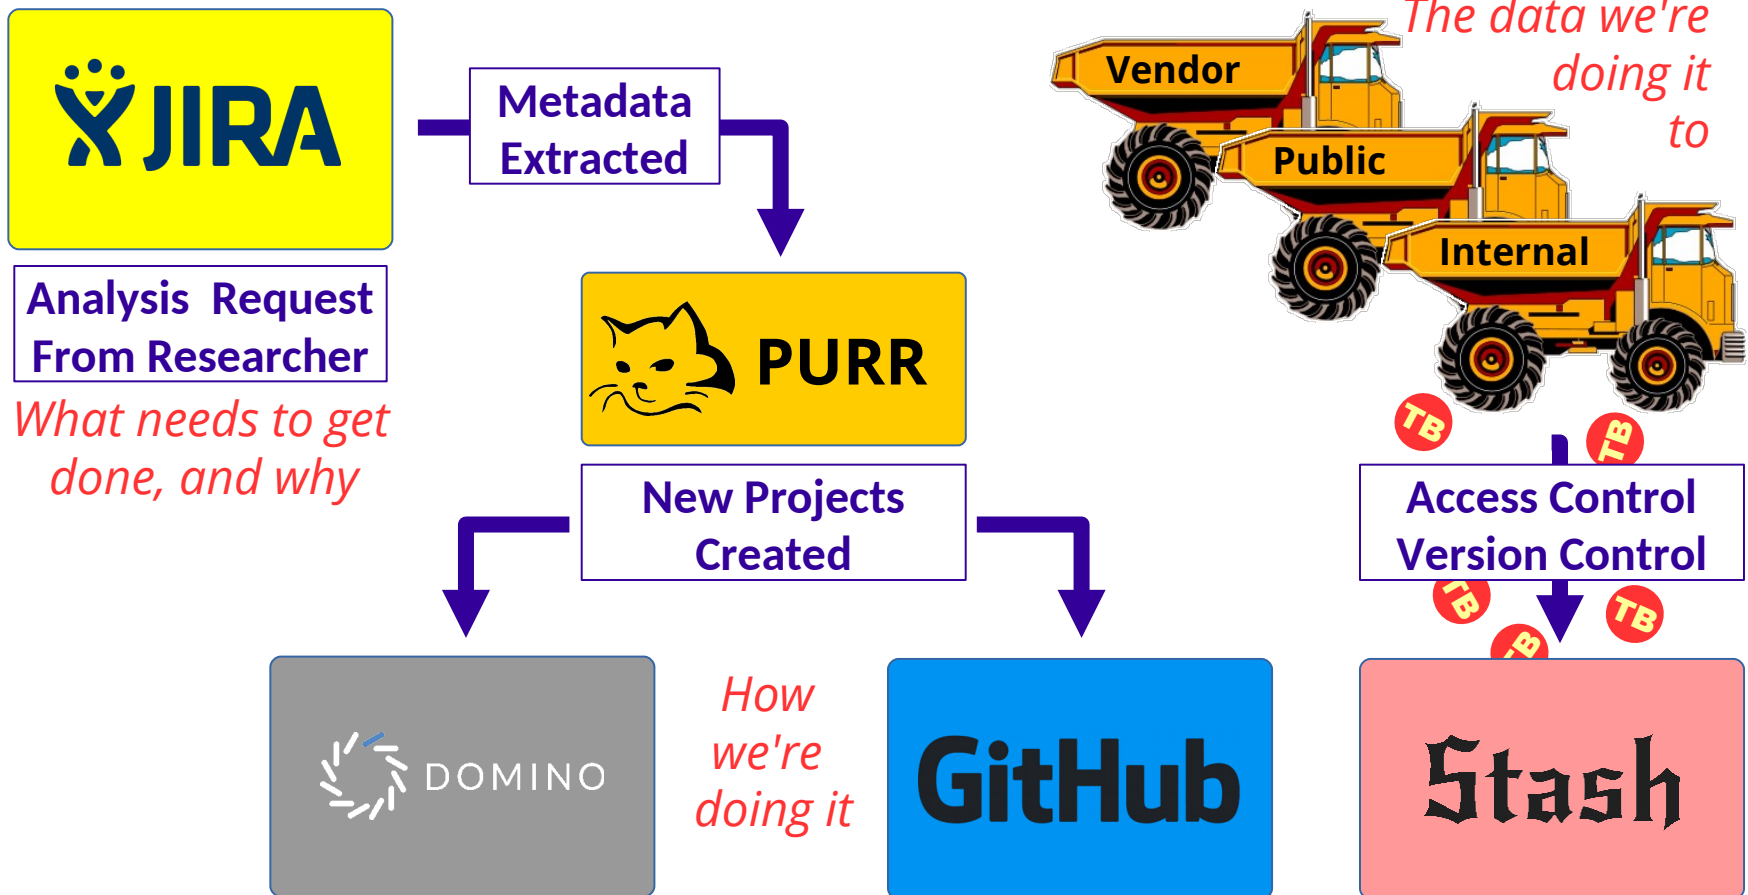 JIRA
Metadata
Extracted
Analysis  Request
From Researcher
What needs to get
done, and why
PURR
New Projects
Created
DOMINO
How
we're
doing it
GitHub
The data we're
doing it
to
Vendor
Public
Internal
TB
TB
Access Control
Version Control
TB
TB
TB
Stash